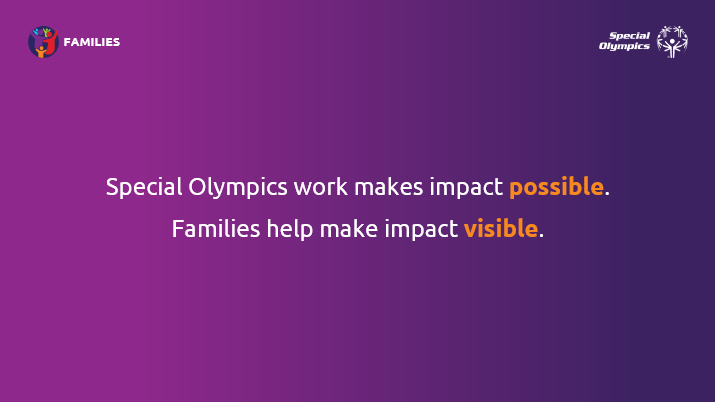 FAMILIES
Special
Olympics
Special Olympics work makes impact possible.
Families help make impact visible.